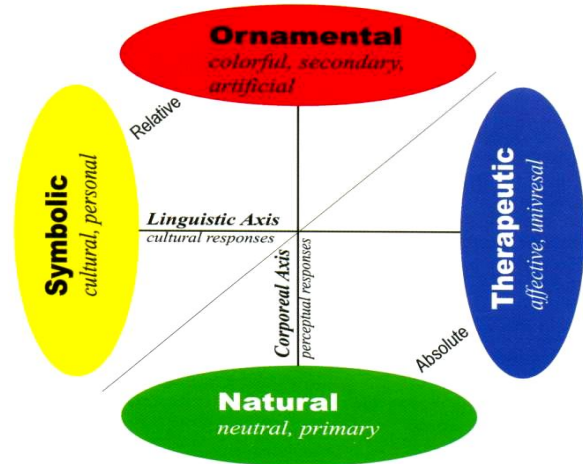 Ornamental
colorful, secondary,
artificial
Relative
Symbolic
cultural, personal
Linguistic Axis
cultural responses
Corporeal Axis
perceptual responses
Therapeutic
affective, univresal
Absolute
Natural
neutral, primary